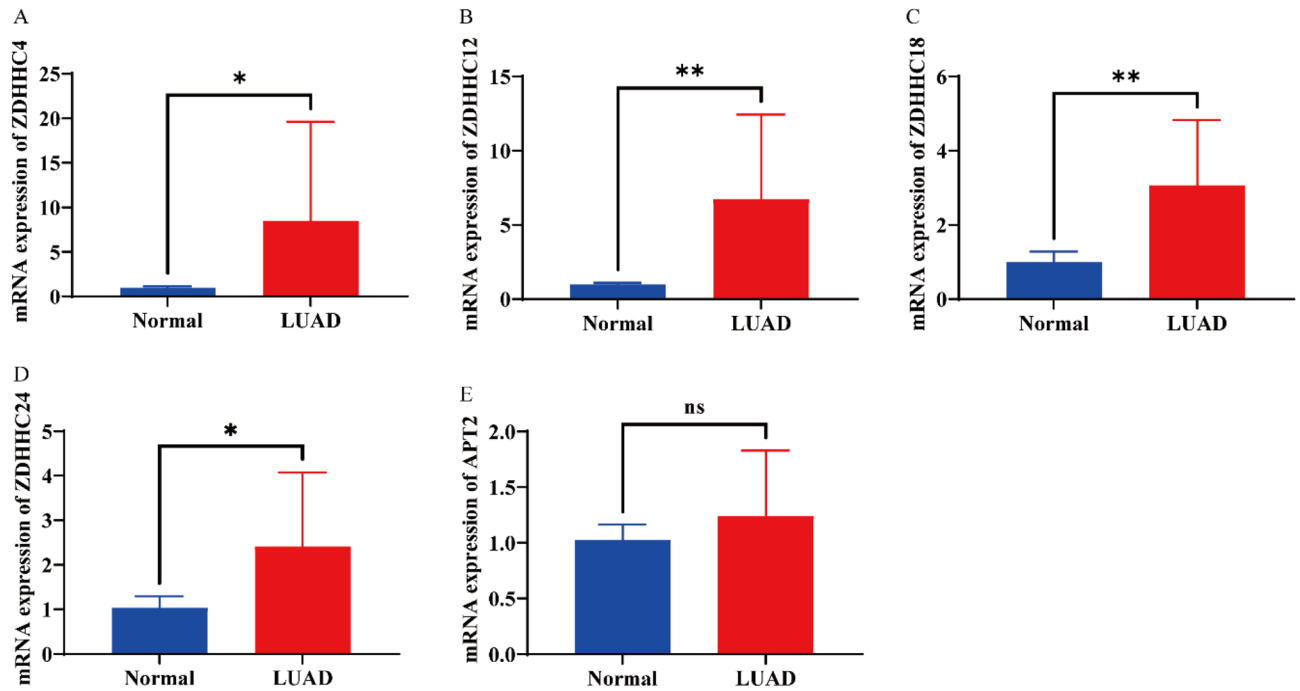 A
mRNA expression of ZDHHC4
25
20
15
10
5
0
*
Normal
LUAD
B
mRNA expression of ZDHHC12
15
10
5
0
**
Normal
LUAD
C
mRNA expression of ZDHHC18
6
4
2
0
**
Normal
LUAD
D
mRNA expression of ZDHHC24
5
4
3
2
1
0
*
Normal
LUAD
E
mRNA expression of APT2
2.0
1.5
1.0
0.5
0.0
ns
Normal
LUAD